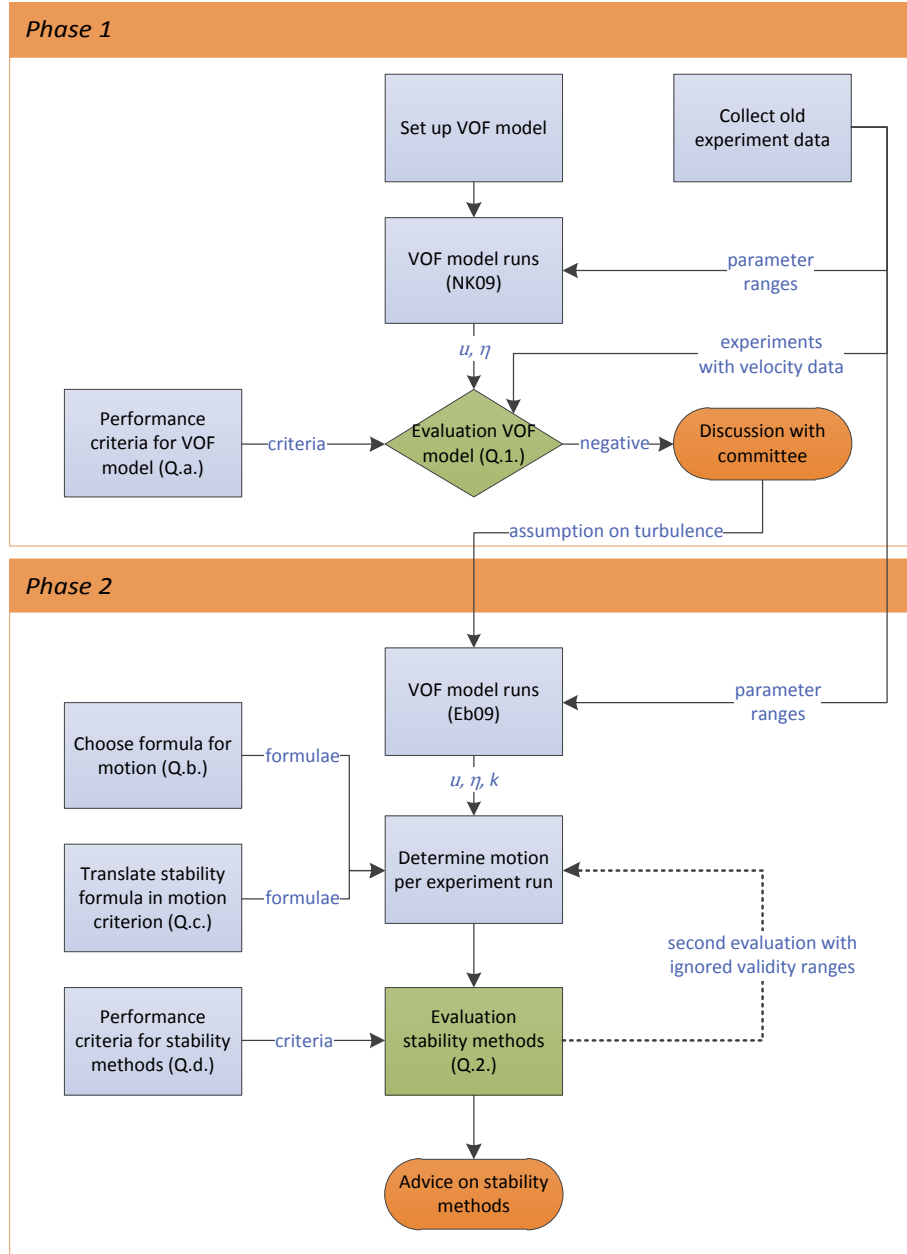 Phase 1
Set up VOF model
Collect old
experiment data
VOF model runs
(NK09)
parameter
ranges
u, η
experiments
with velocity data
Performance
criteria for VOF
model (Q.a.)
criteria
Evaluation VOF
model (Q.1.)
negative
Discussion with
committee
assumption on turbulence
Phase 2
VOF model runs
(Eb09)
parameter
ranges
Choose formula for
motion (Q.b.)
formulae
u, η, k
Determine motion
per experiment run
Translate stability
formula in motion
criterion (Q.c.)
formulae
second evaluation with
ignored validity ranges
Performance
criteria for stability
methods (Q.d.)
criteria
Evaluation
stability methods
(Q.2.)
Advice on stability
methods